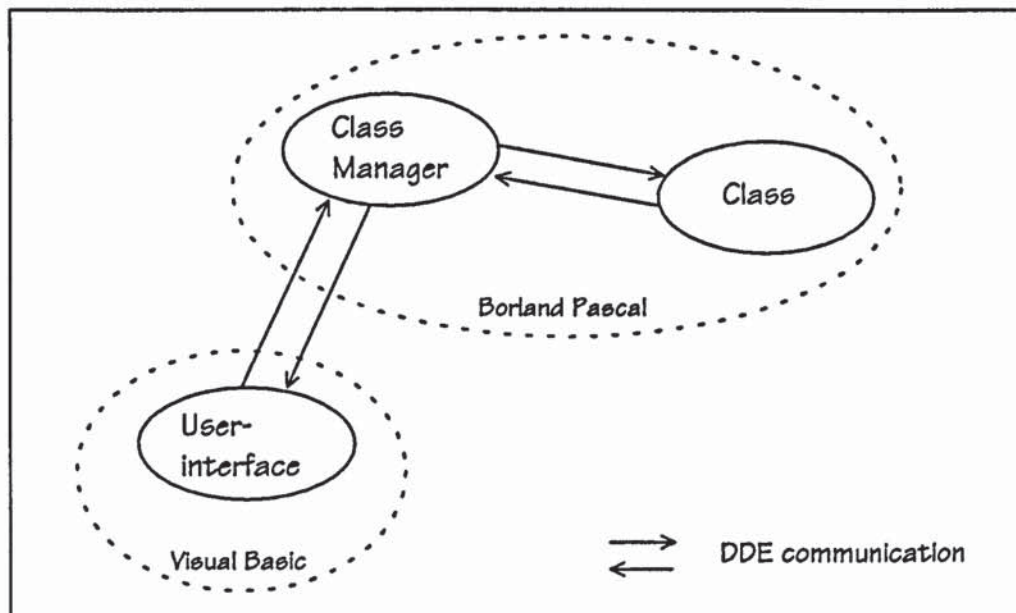 Class
Manager
Class
Borland Pascal
User-
interface
Visual Basic
DDE communication